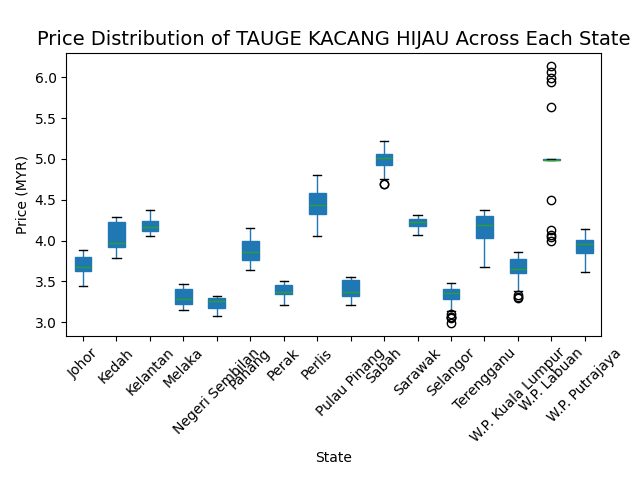 Price Distribution of TAUGE KACANG HIJAU Across Each State
Price (MYR)
6.0
5.5
5.0
4.5
4.0
3.5
3.0
Johor
Kedah
Kelantan
Melaka
Negeri Sembilan
Pahang
Perak
Perlis
Pulau Pinang
Sabah
Sarawak
Selangor
Terengganu
W.P. Kuala Lumpur
W.P. Labuan
W.P. Putrajaya
State